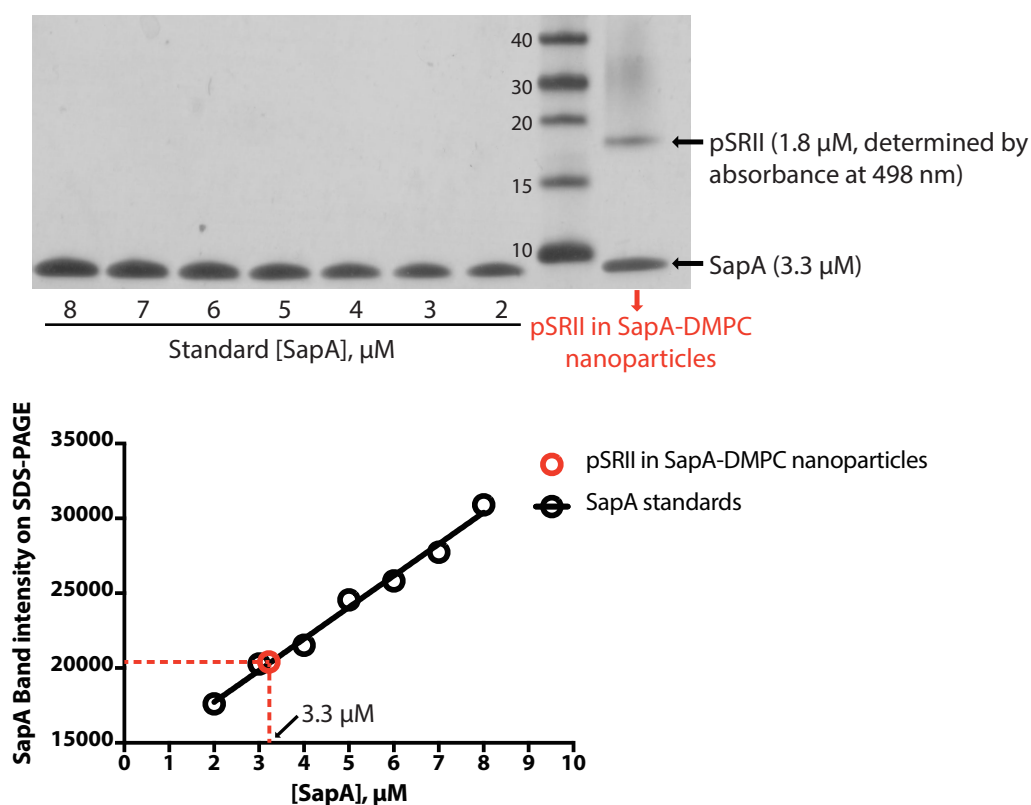 40
30
20
15
10
pSRII (1.8 µM, determined by
absorbance at 498 nm)
SapA (3.3 µM)
8 7 6 5 4 3 2
Standard [SapA], µM
pSRII in SapA-DMPC
nanoparticles
SapA Band intensity on SDS-PAGE
35000
30000
25000
20000
15000
0 1 2 3 4 5 6 7 8 9 10
[SapA], µM
3.3 µM
pSRII in SapA-DMPC nanoparticles
SapA standards